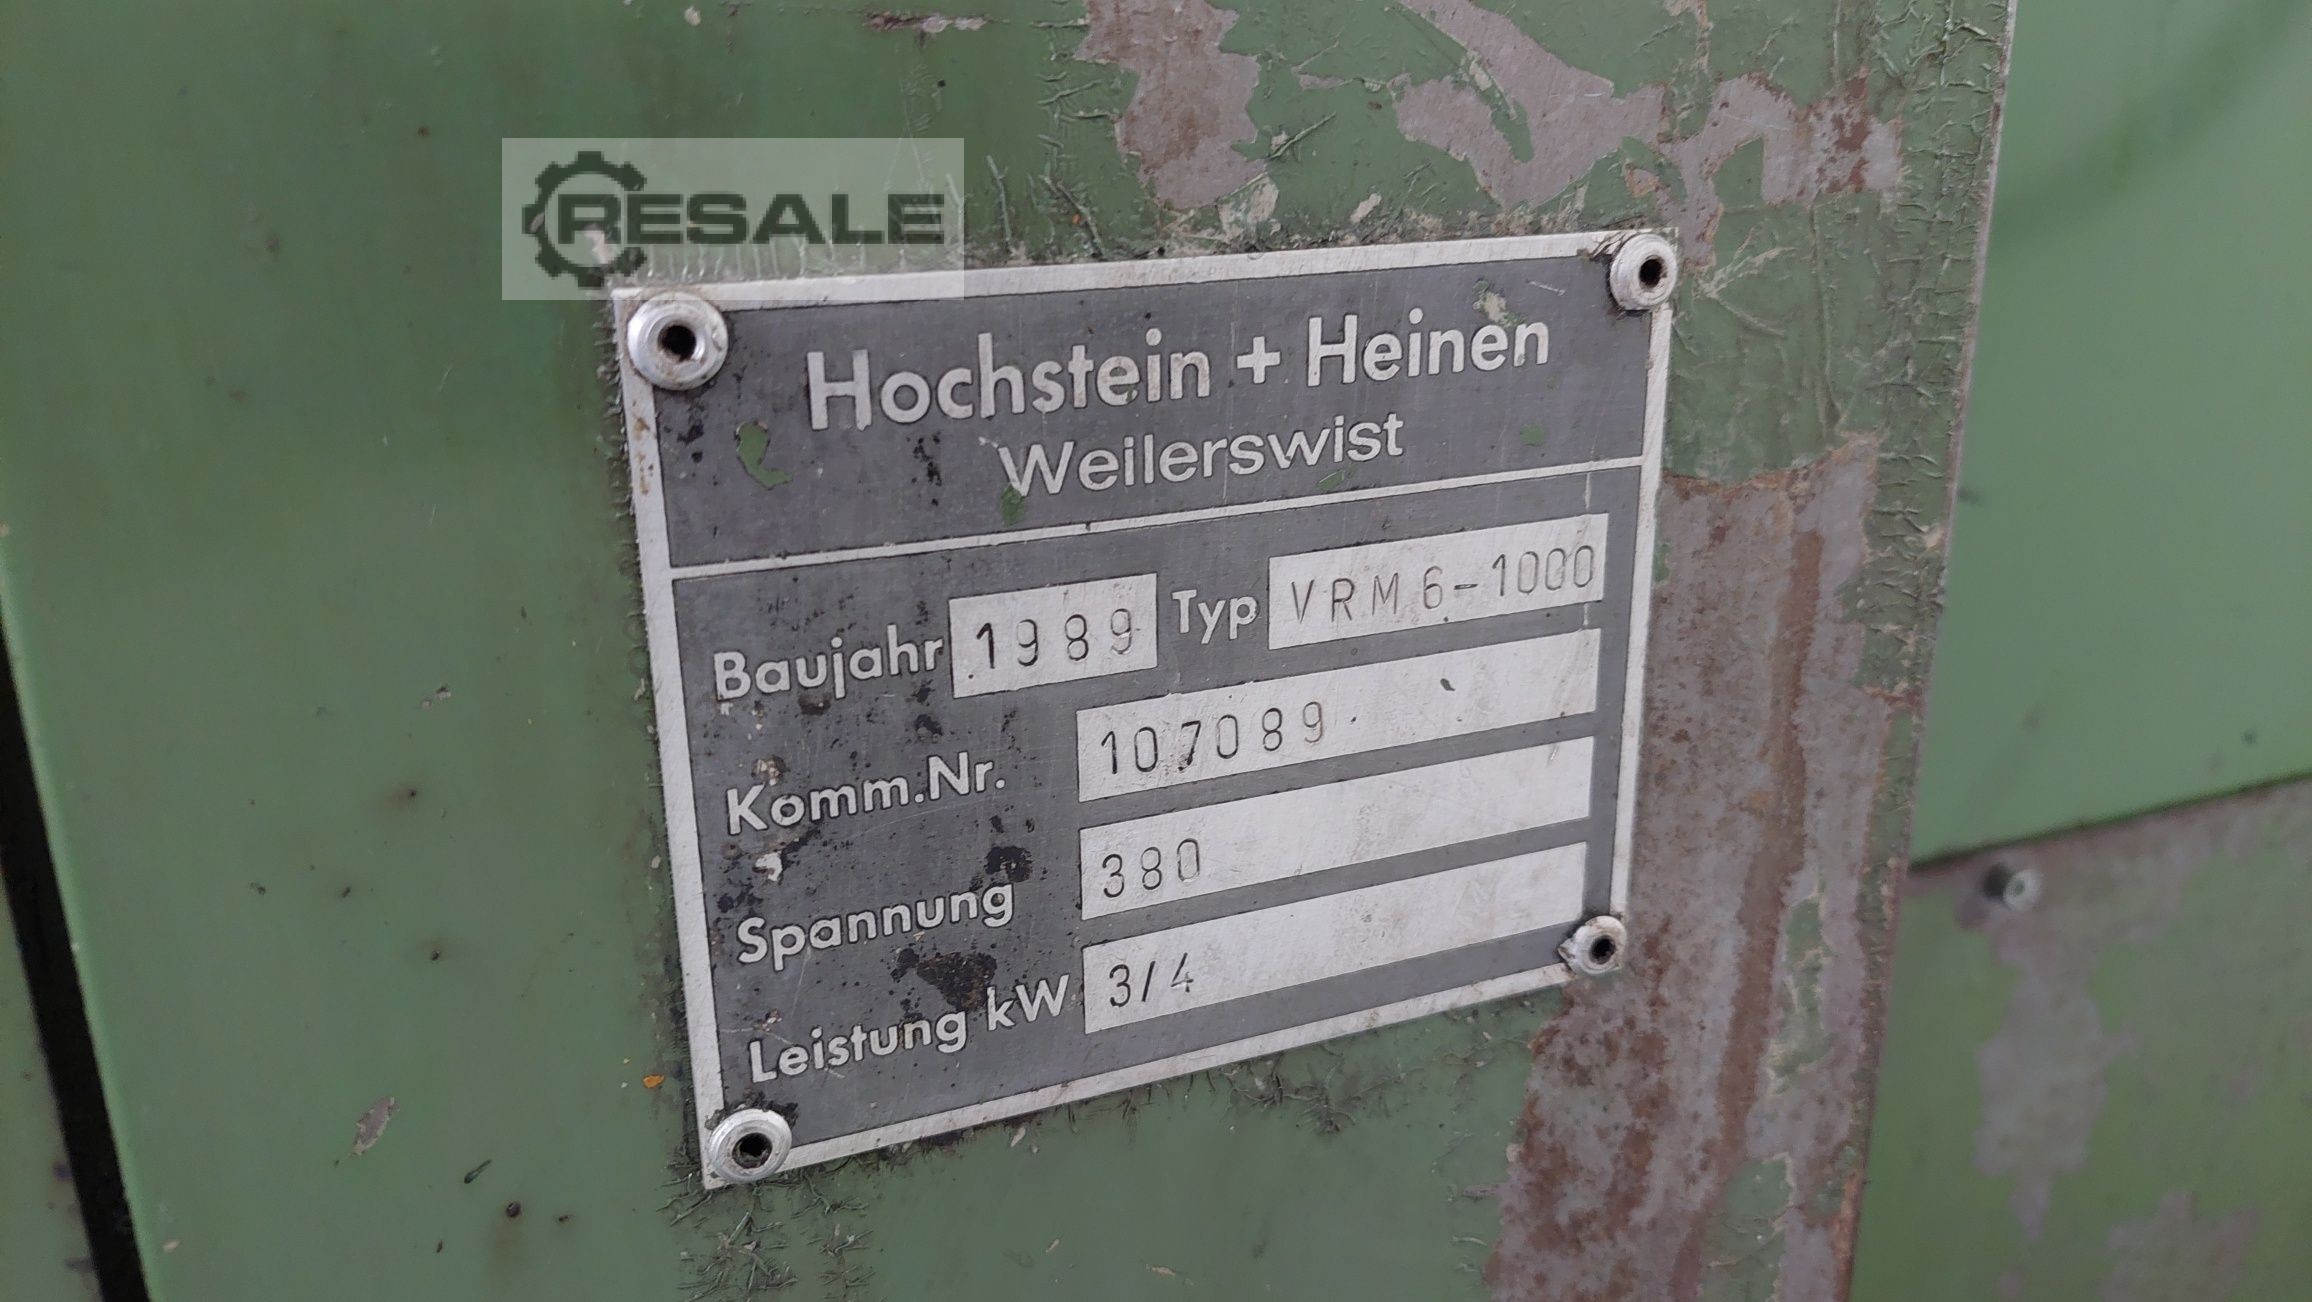 RESALE
Hochstein + Heinen
Weilerswist
Baujahr 1989 Typ VRM 6-1000
Komm.Nr. 107089
Spannung 380
Leistung kW 3/4